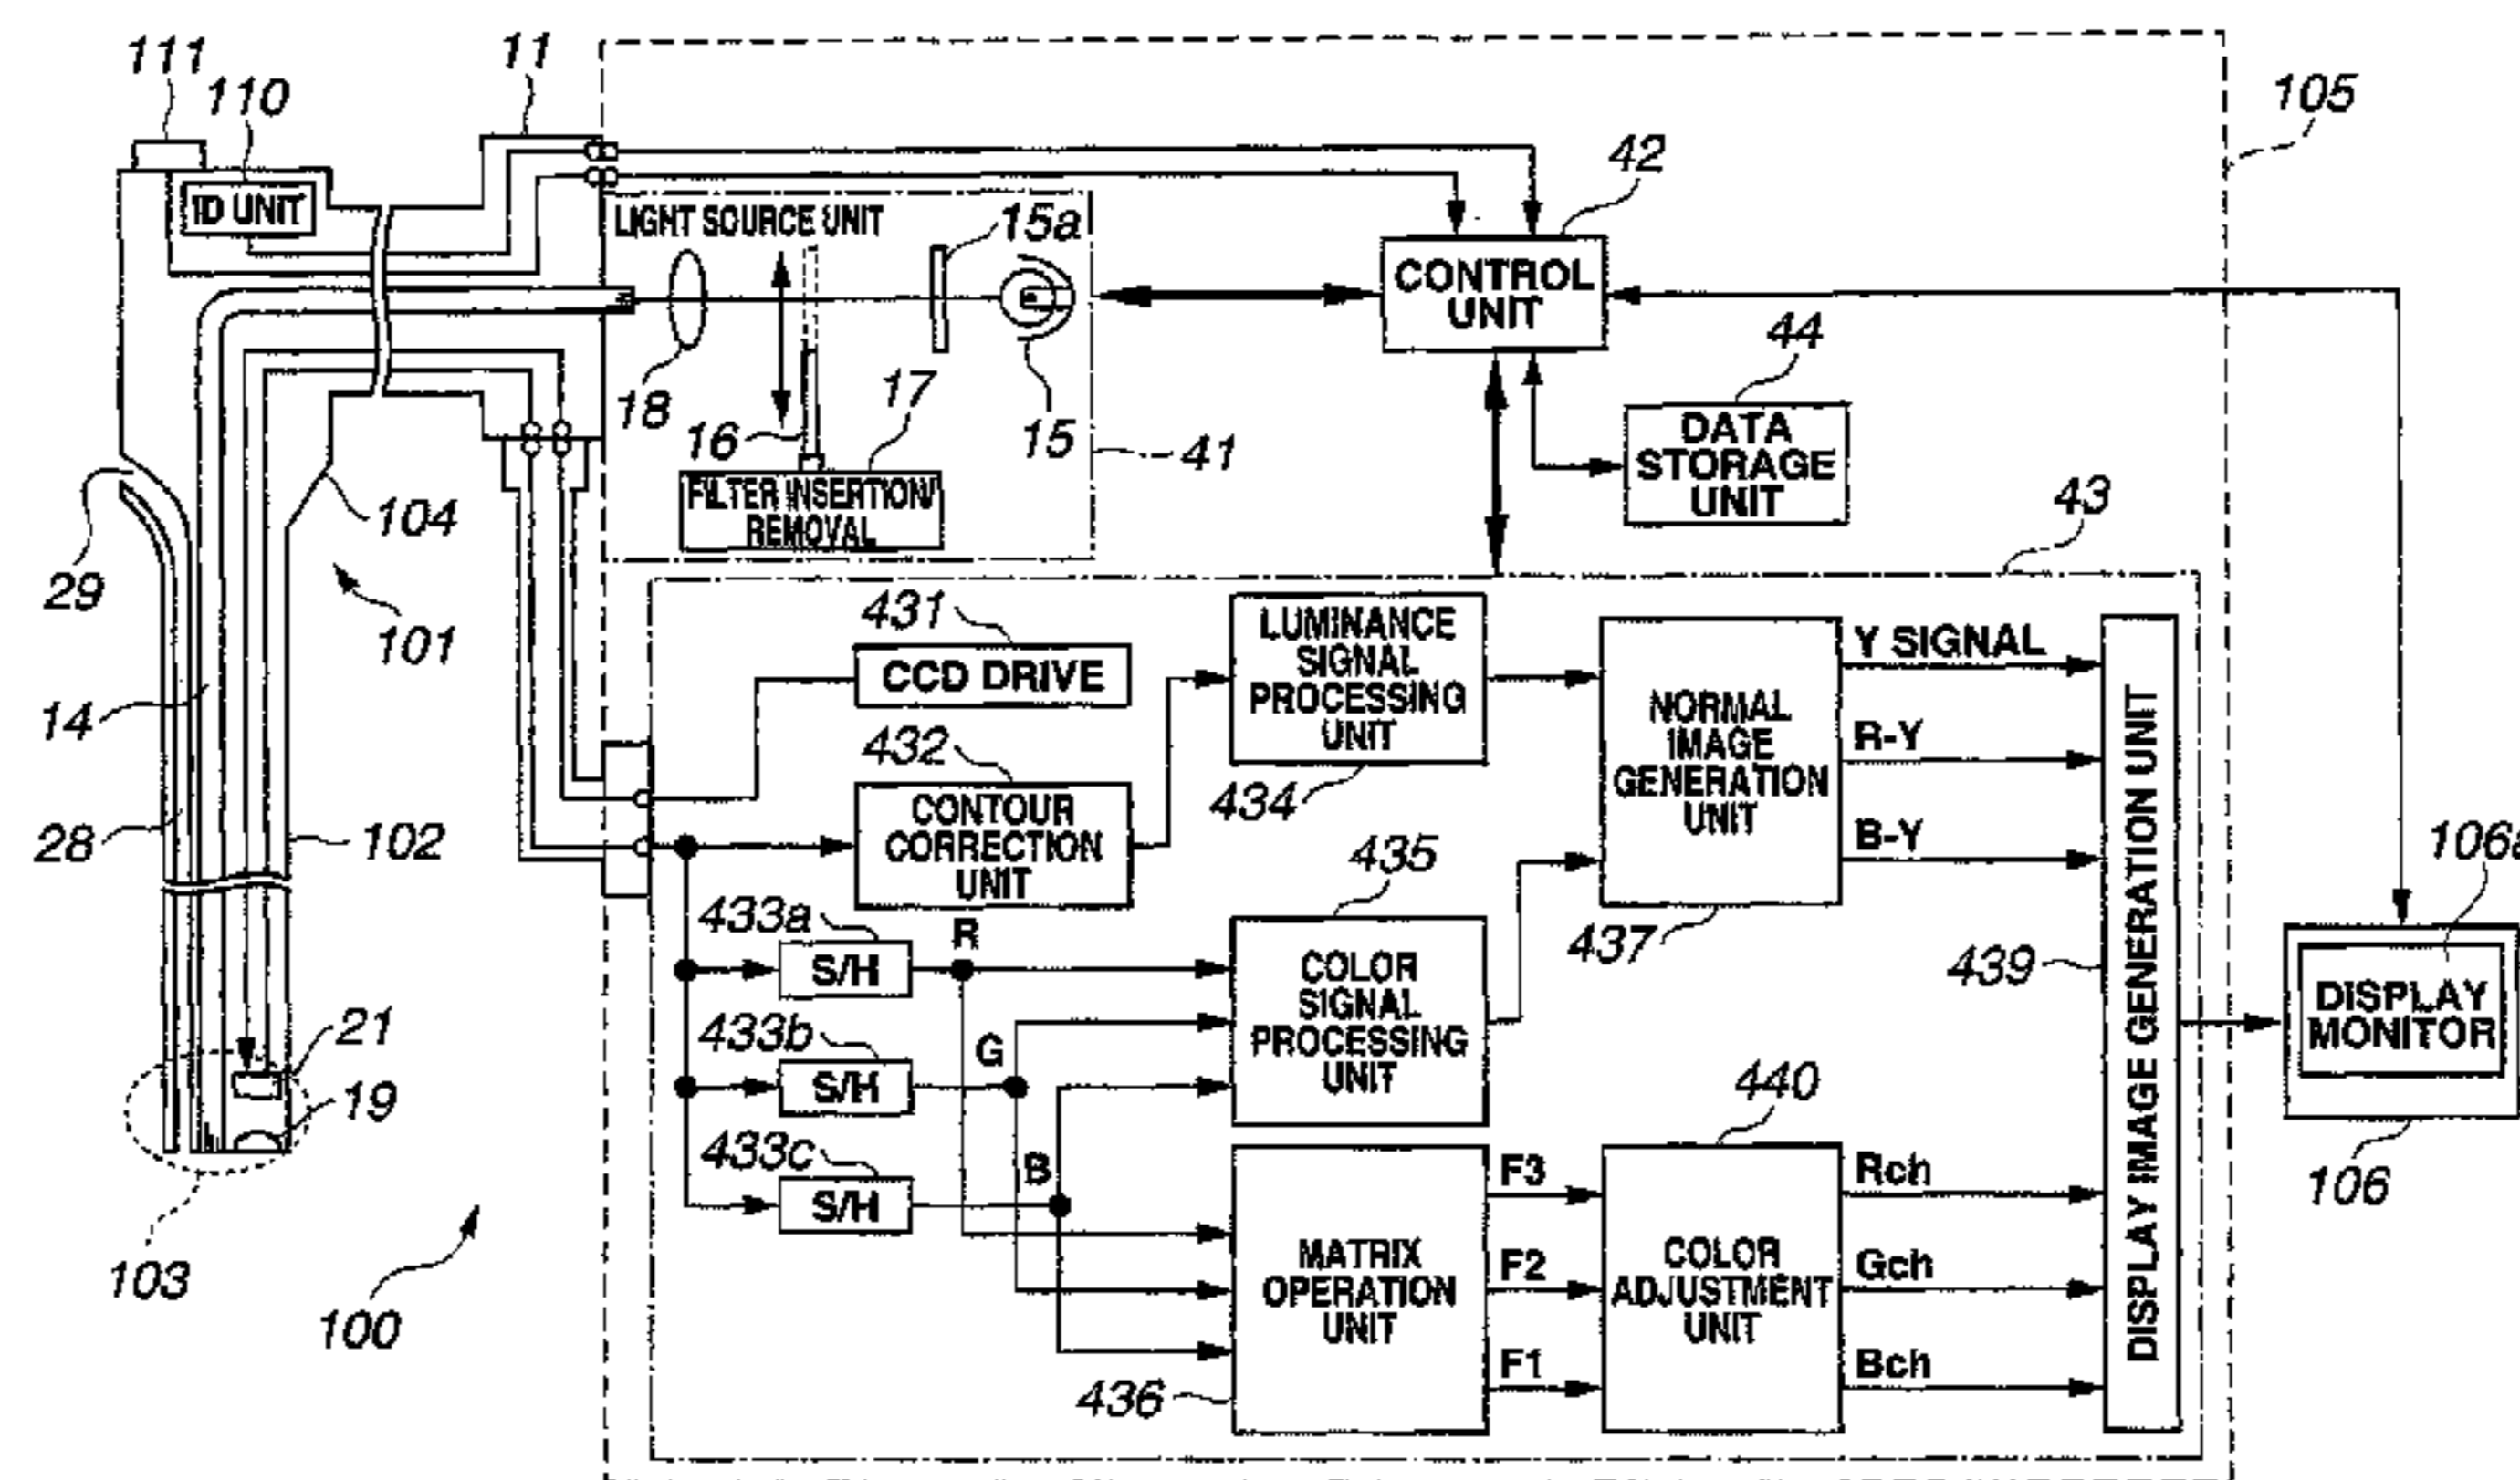 111
110
11
105
42
ID UNIT
LIGHT SOURCE UNIT
15a
CONTROL
UNIT
44
18
16
17
15
41
DATA
STORAGE
UNIT
FILTER INSERTION/
REMOVAL
104
29
101
43
431
CCD DRIVE
LUMINANCE
SIGNAL
PROCESSING
UNIT
434
NORMAL
IMAGE
GENERATION
UNIT
437
Y SIGNAL
R-Y
B-Y
14
28
102
432
CONTOUR
CORRECTION
UNIT
435
433a
S/H
R
COLOR
SIGNAL
PROCESSING
UNIT
439
DISPLAY IMAGE GENERATION UNIT
DISPLAY
MONITOR
106
433b
S/H
G
21
19
440
433c
S/H
B
F3
F2
F1
MATRIX
OPERATION
UNIT
436
COLOR
ADJUSTMENT
UNIT
Rch
Gch
Bch
103
100